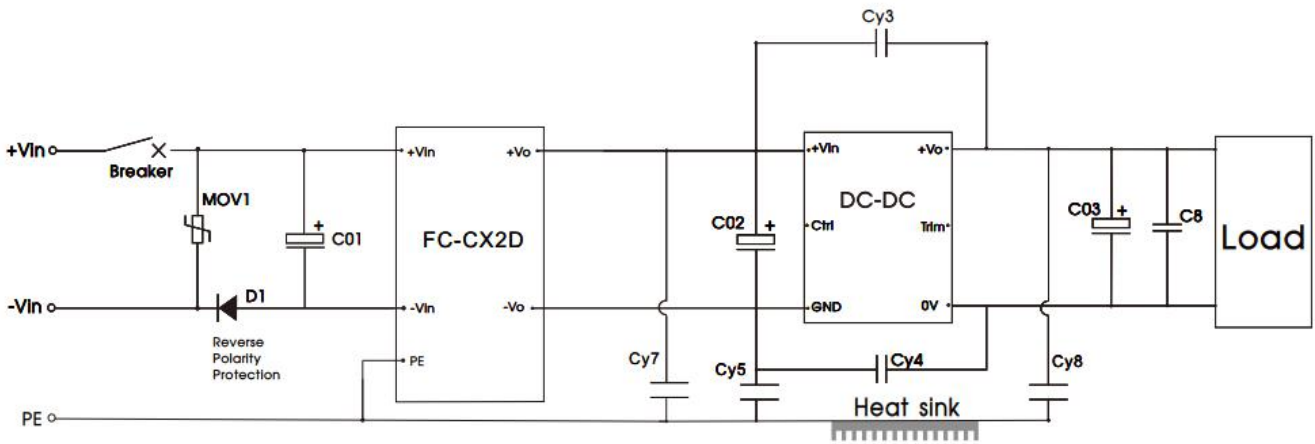 Cy3
+Vin
Breaker
+Vin
+Vo
+Vin
+Vo
MOV1
C01
+
FC-CX2D
C02
+
Ctrl
DC-DC
Trim
C03
+
C8
Load
-Vin
D1
-Vin
-Vo
GND
0V
Reverse
Polarity
Protection
PE
Cy7
Cy5
Cy4
Cy8
PE
Heat sink